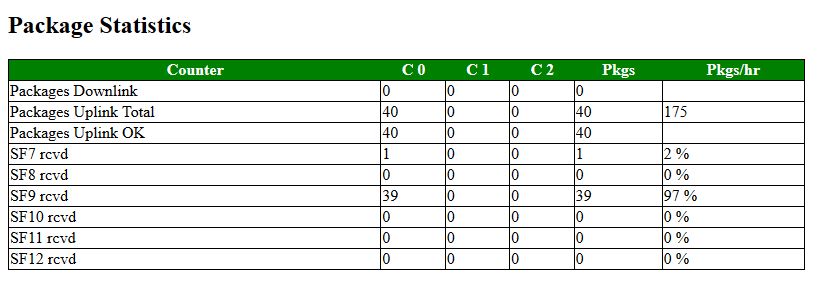 Package Statistics
Counter C 0 C 1 C 2 Pkgs Pkgs/hr
Packages Downlink 0 0 0 0
Packages Uplink Total 40 0 0 40 175
Packages Uplink OK 40 0 0 40
SF7 rcvd 1 0 0 1 2 %
SF8 rcvd 0 0 0 0 0 %
SF9 rcvd 39 0 0 39 97 %
SF10 rcvd 0 0 0 0 0 %
SF11 rcvd 0 0 0 0 0 %
SF12 rcvd 0 0 0 0 0 %